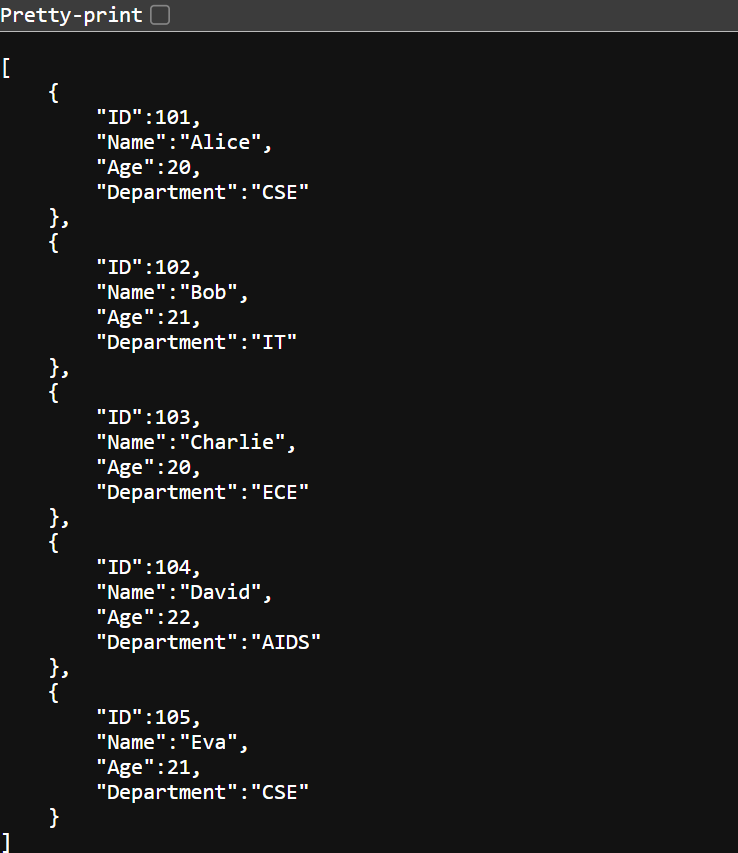 Pretty-print
[
    {
        "ID":101,
        "Name":"Alice",
        "Age":20,
        "Department":"CSE"
    },
    {
        "ID":102,
        "Name":"Bob",
        "Age":21,
        "Department":"IT"
    },
    {
        "ID":103,
        "Name":"Charlie",
        "Age":20,
        "Department":"ECE"
    },
    {
        "ID":104,
        "Name":"David",
        "Age":22,
        "Department":"AIDS"
    },
    {
        "ID":105,
        "Name":"Eva",
        "Age":21,
        "Department":"CSE"
    }
]